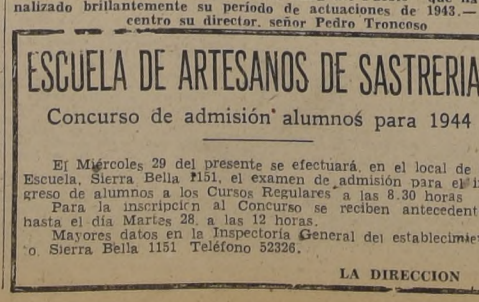 nalizado brillantemente su período de actuaciones de 1943.—
centro su director, señor Pedro Troncoso
ESCUELA DE ARTESANOS DE SASTRERIA
Concurso de admisión alumnos para 1944
El Miércoles 29 del presente se efectuará, en el local de
Escuela, Sierra Bella 1151, el examen de admisión para el in
greso de alumnos a los Cursos Regulares a las 8.30 horas
Para la inscripción al Concurso se reciben antecedent
hasta el día Martes 28, a las 12 horas.
Mayores datos en la Inspectoría General del establecimie
o. Sierra Bella 1151 Teléfono 52326.
LA DIRECCION